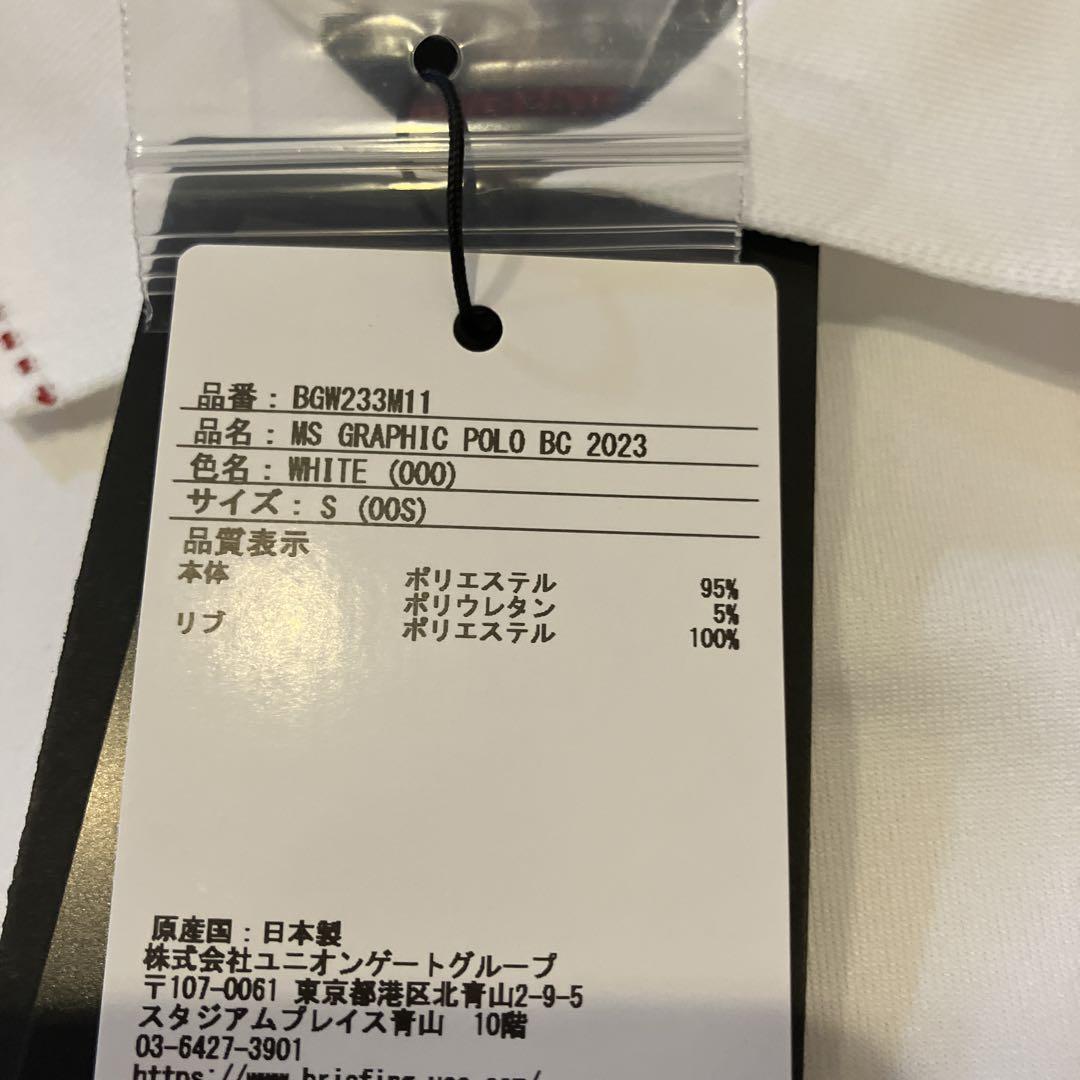 品番：BGW233M11
品名：MS GRAPHIC POLO BC 2023
色名：WHITE (000)
サイズ：S (00S)
品質表示
本体 ポリエステル 95%
ポリウレタン 5%
リブ ポリエステル 100%
原産国：日本製
株式会社ユニオンゲートグループ
〒107-0061 東京都港区北青山2-9-5
スタジアムプレイス青山 10階
03-6427-3901